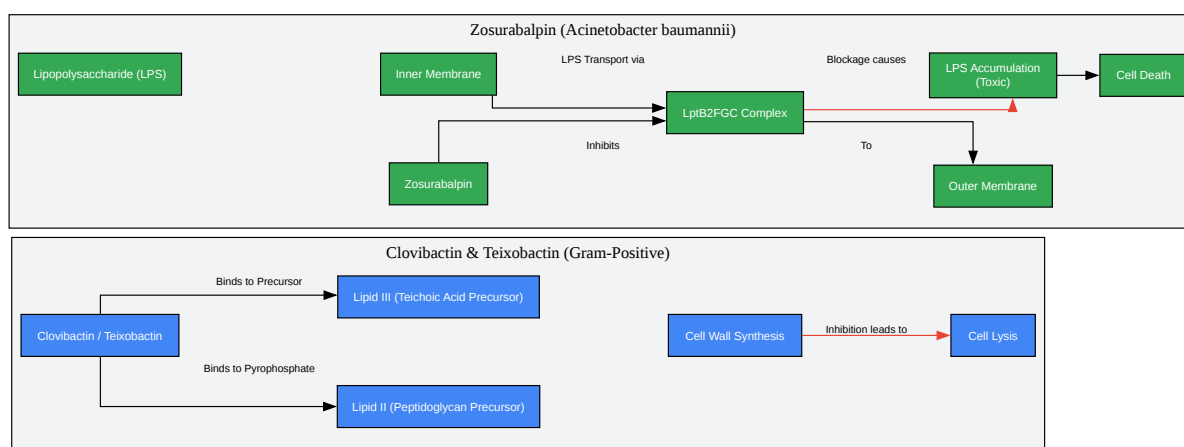 Zosurabalpin (Acinetobacter baumannii)
Lipopolysaccharide (LPS)
Inner Membrane
LPS Transport via
Blockage causes
LPS Accumulation
(Toxic)
Cell Death
LptB2FGC Complex
Inhibits
To
Zosurabalpin
Outer Membrane
Clovibactin & Teixobactin (Gram-Positive)
Binds to Precursor
Lipid III (Teichoic Acid Precursor)
Clovibactin / Teixobactin
Cell Wall Synthesis
Inhibition leads to
Cell Lysis
Binds to Pyrophosphate
Lipid II (Peptidoglycan Precursor)